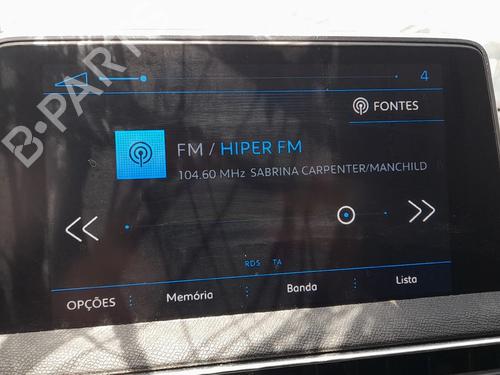 4
FONTES
FM / HIPER FM
104.60 MHz SABRINA CARPENTER/MANCHILD
RDS TA
OPÇÕES Memória Banda Lista
B-PARTS